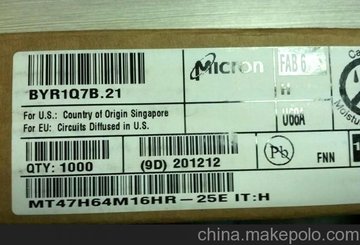 BYR1Q7B.21
Micron
FAB 6
H
U68A
For U.S.: Country of Origin Singapore
For EU: Circuits Diffused in U.S.
QTY: 1000
(9D) 201212
Pb
FNN
MT47H64M16HR-25E IT:H
china.makepolo.com